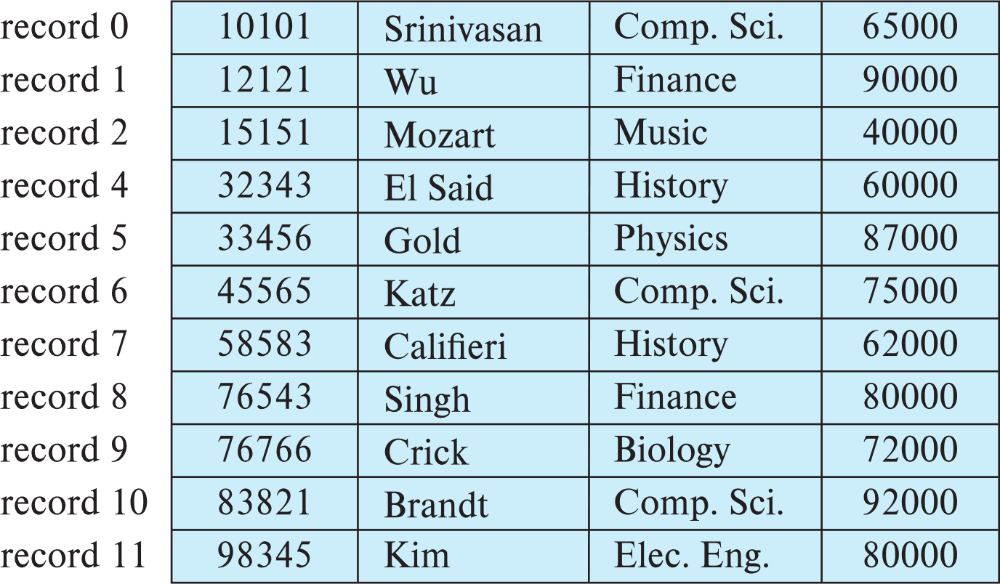 record 0 10101 Srinivasan Comp. Sci. 65000
record 1 12121 Wu Finance 90000
record 2 15151 Mozart Music 40000
record 4 32343 El Said History 60000
record 5 33456 Gold Physics 87000
record 6 45565 Katz Comp. Sci. 75000
record 7 58583 Califieri History 62000
record 8 76543 Singh Finance 80000
record 9 76766 Crick Biology 72000
record 10 83821 Brandt Comp. Sci. 92000
record 11 98345 Kim Elec. Eng. 80000